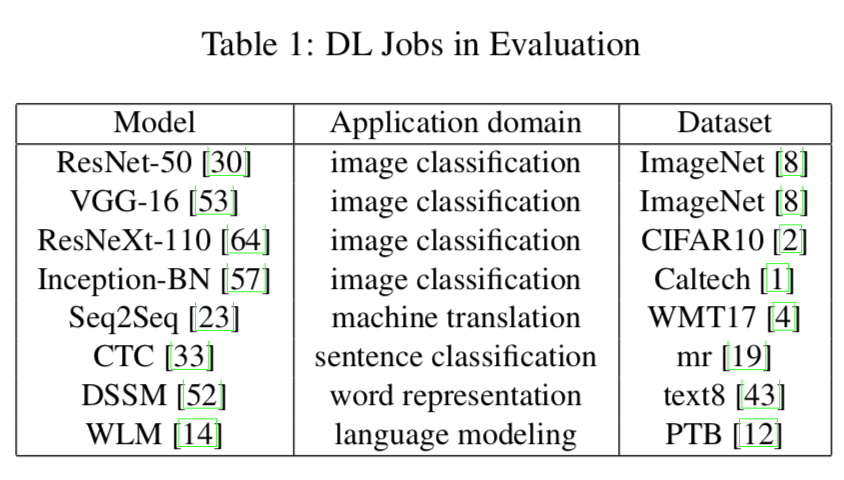 Table 1: DL Jobs in Evaluation
Model Application domain Dataset
ResNet-50 [30] image classification ImageNet [8]
VGG-16 [53] image classification ImageNet [8]
ResNeXt-110 [64] image classification CIFAR10 [2]
Inception-BN [57] image classification Caltech [1]
Seq2Seq [23] machine translation WMT17 [4]
CTC [33] sentence classification mr [19]
DSSM [52] word representation text8 [43]
WLM [14] language modeling PTB [12]